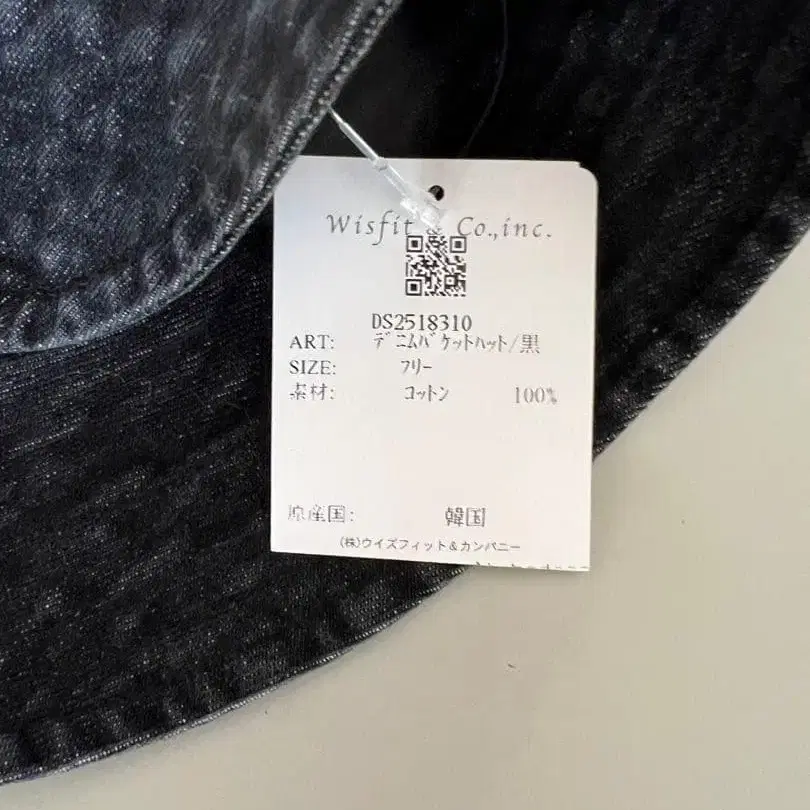 Wisfit & Co.,inc.
DS2518310
ART: ﾃﾞﾆﾑﾊﾞｹｯﾄﾊｯﾄ/黒
SIZE: ﾌﾘｰ
素材: ｺｯﾄﾝ 100%
原産国: 韓国
(株)ウイズフィット&カンパニー